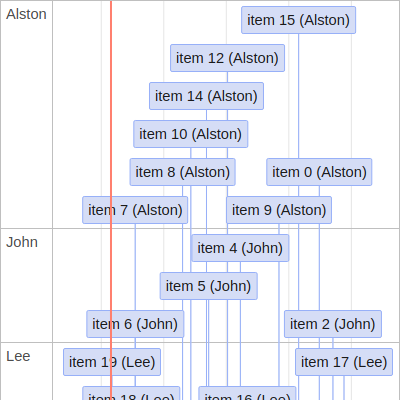 Alston
item 15 (Alston)
item 12 (Alston)
item 14 (Alston)
item 10 (Alston)
item 8 (Alston)
item 0 (Alston)
item 7 (Alston)
item 9 (Alston)
John
item 4 (John)
item 5 (John)
item 6 (John)
item 2 (John)
Lee
item 19 (Lee)
item 17 (Lee)
item 18 (Lee)
item 16 (Lee)